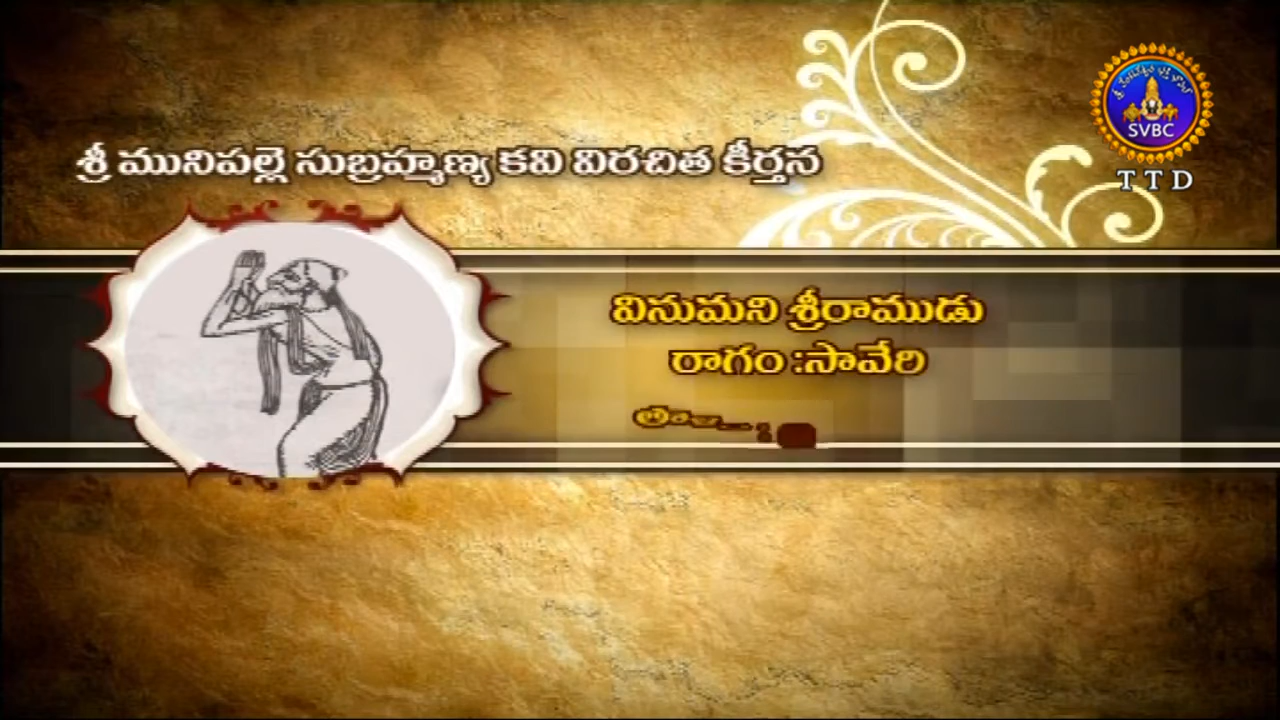 శ్రీ మునిపల్లె సుబ్రహ్మణ్య కవి విరచిత కీర్తన
SVBC
TTD
వినుమని శ్రీరాముడు
రాగం :సావేరి